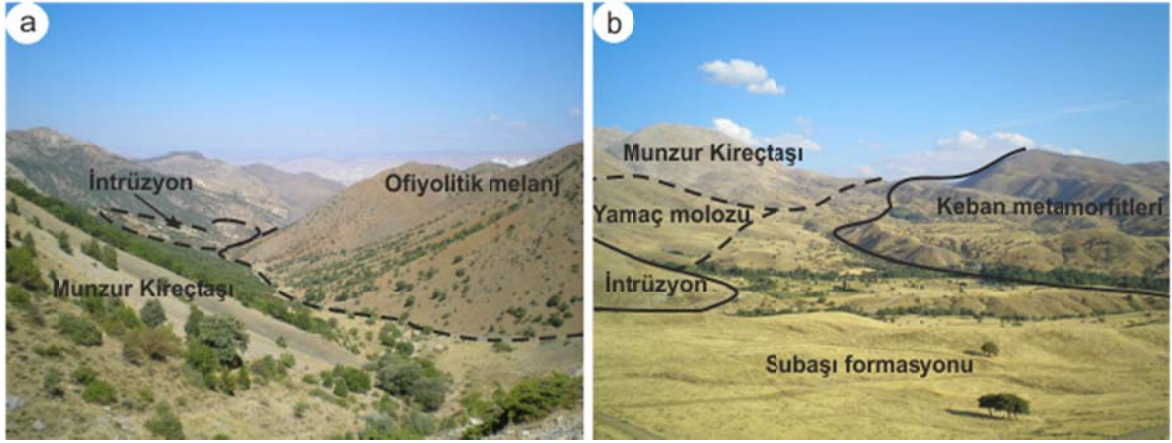 a
İntrüzyon
Ofiyolitik melanj
Munzur Kireçtaşı
b
Munzur Kireçtaşı
Yamaç molozu
Keban metamorfitleri
İntrüzyon
Subaşı formasyonu